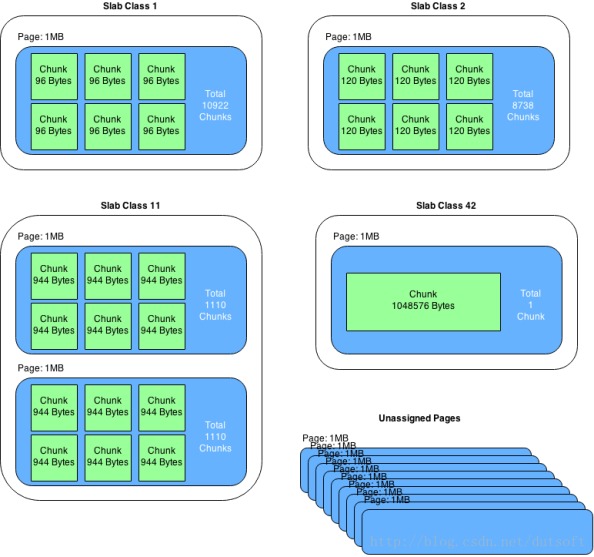 Slab Class 1
Page: 1MB
Chunk
96 Bytes
Chunk
96 Bytes
Chunk
96 Bytes
Chunk
96 Bytes
Chunk
96 Bytes
Chunk
96 Bytes
Total
10922
Chunks
Slab Class 2
Page: 1MB
Chunk
120 Bytes
Chunk
120 Bytes
Chunk
120 Bytes
Chunk
120 Bytes
Chunk
120 Bytes
Chunk
120 Bytes
Total
8738
Chunks
Slab Class 11
Page: 1MB
Chunk
944 Bytes
Chunk
944 Bytes
Chunk
944 Bytes
Chunk
944 Bytes
Chunk
944 Bytes
Chunk
944 Bytes
Total
1110
Chunks
Page: 1MB
Chunk
944 Bytes
Chunk
944 Bytes
Chunk
944 Bytes
Chunk
944 Bytes
Chunk
944 Bytes
Chunk
944 Bytes
Total
1110
Chunks
Slab Class 42
Page: 1MB
Chunk
1048576 Bytes
Total
1
Chunk
Unassigned Pages
Page: 1MB
Page: 1MB
Page: 1MB
Page: 1MB
Page: 1MB
Page: 1MB
Page: 1MB
Page: 1MB
Page: 1MB
http://blog.csdn.net/dutsoft